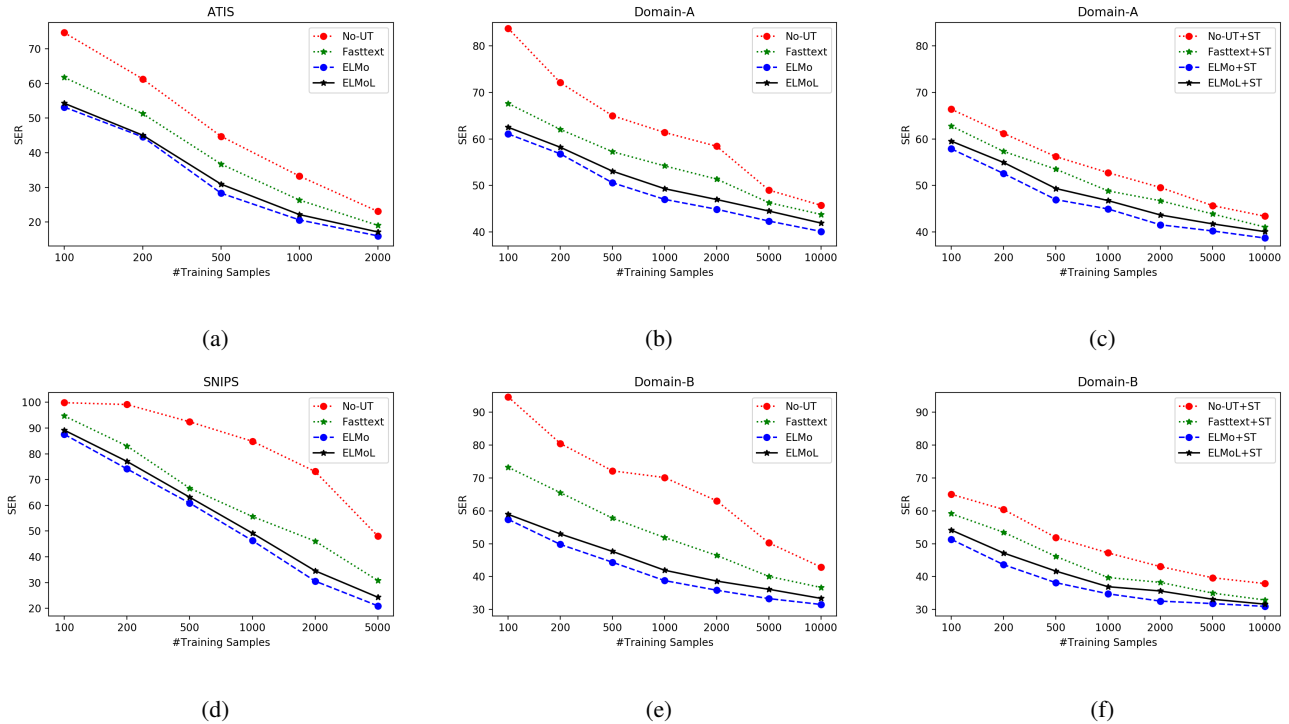 ATIS
SER
70
60
50
40
30
20
No-UT
Fasttext
ELMo
ELMoL
100 200 500 1000 2000
#Training Samples
(a)
Domain-A
SER
80
70
60
50
40
No-UT
Fasttext
ELMo
ELMoL
100 200 500 1000 2000 5000 10000
#Training Samples
(b)
Domain-A
SER
80
70
60
50
40
No-UT+ST
Fasttext+ST
ELMo+ST
ELMoL+ST
100 200 500 1000 2000 5000 10000
#Training Samples
(c)
SNIPS
SER
100
90
80
70
60
50
40
30
20
No-UT
Fasttext
ELMo
ELMoL
100 200 500 1000 2000 5000
#Training Samples
(d)
Domain-B
SER
90
80
70
60
50
40
30
No-UT
Fasttext
ELMo
ELMoL
100 200 500 1000 2000 5000 10000
#Training Samples
(e)
Domain-B
SER
90
80
70
60
50
40
30
No-UT+ST
Fasttext+ST
ELMo+ST
ELMoL+ST
100 200 500 1000 2000 5000 10000
#Training Samples
(f)